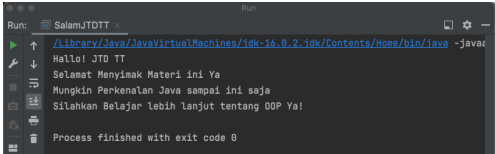 Run
Run: SalamJTDTT
/Library/Java/JavaVirtualMachines/jdk-16.0.2.jdk/Contents/Home/bin/java -javaa
Hallo! JTD TT
Selamat Menyimak Materi ini Ya
Mungkin Perkenalan Java sampai ini saja
Silahkan Belajar lebih lanjut tentang OOP Ya!
Process finished with exit code 0